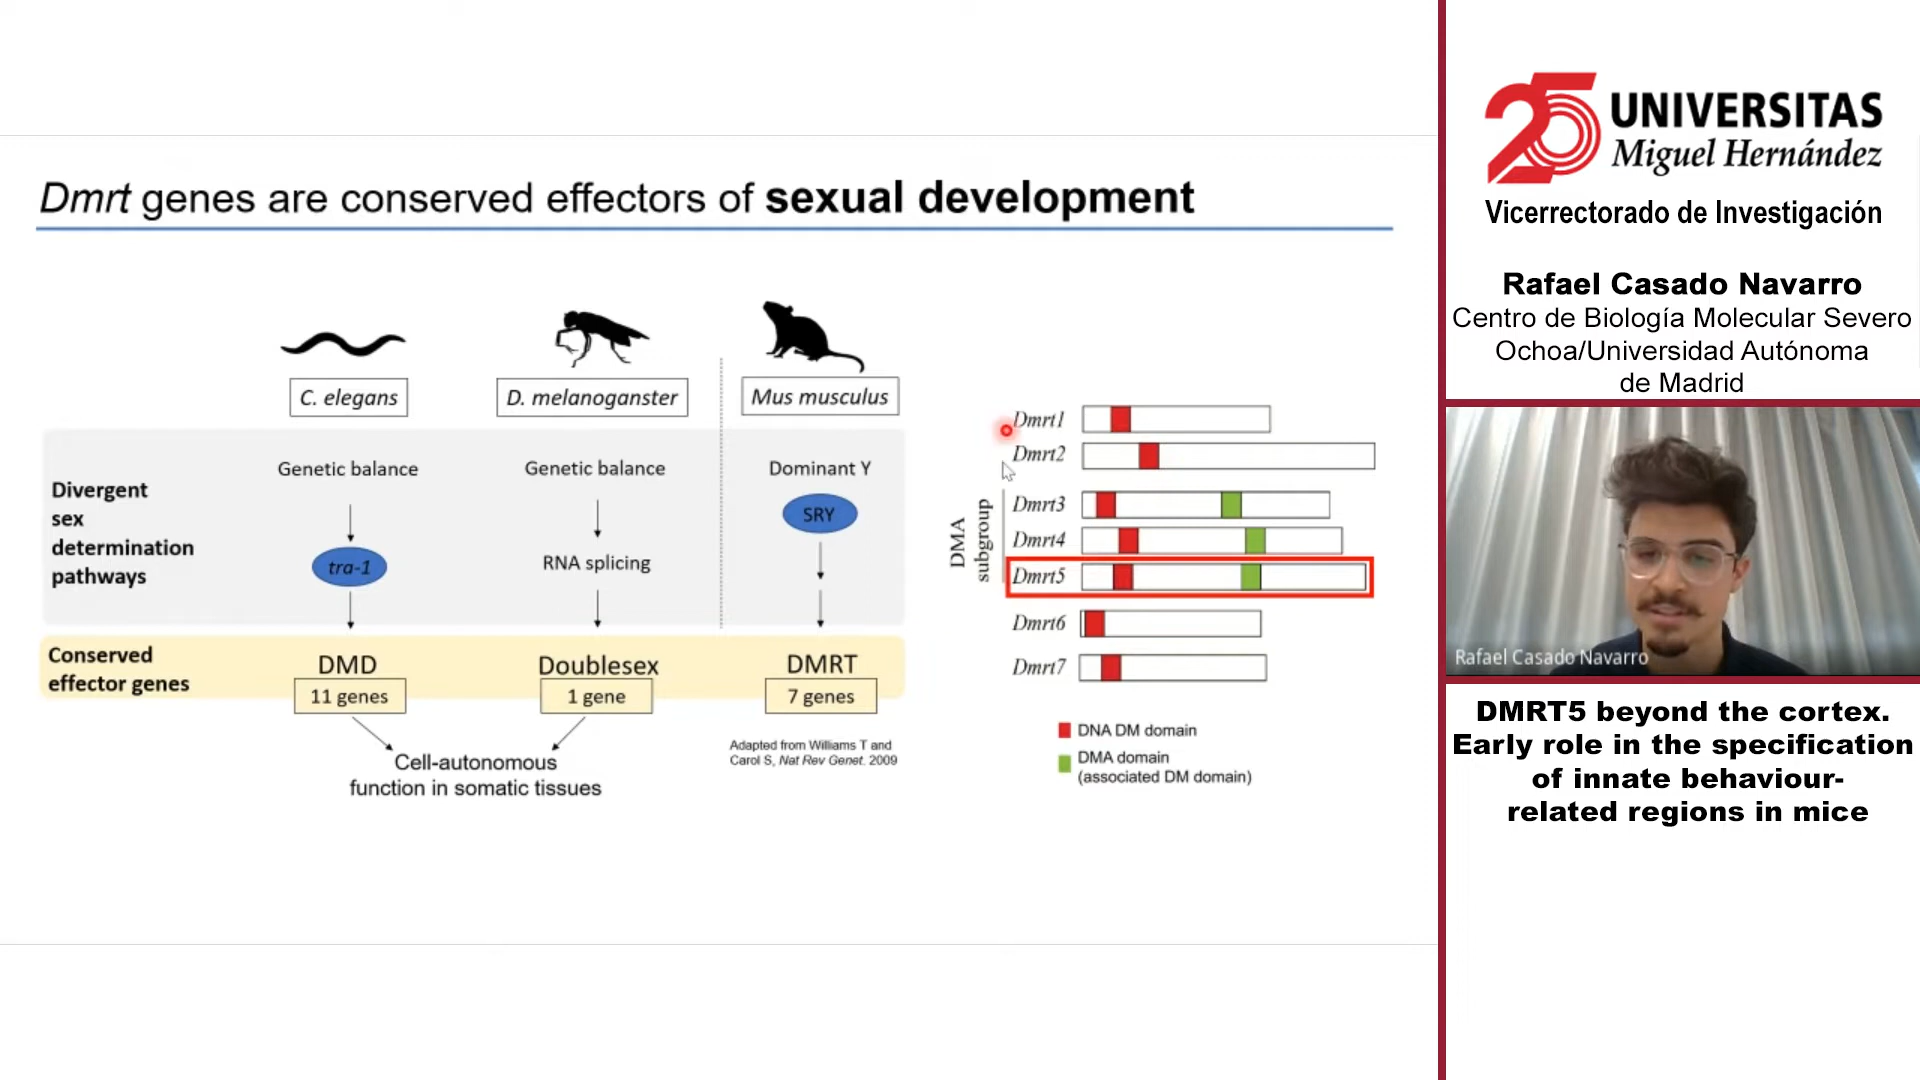 Dmrt genes are conserved effectors of sexual development
C. elegans
D. melanoganster
Mus musculus
Divergent
sex
determination
pathways
Genetic balance
tra-1
Genetic balance
RNA splicing
Dominant Y
SRY
Conserved
effector genes
DMD
11 genes
Doublesex
1 gene
DMRT
7 genes
Cell-autonomous
function in somatic tissues
Adapted from Williams T and
Carol S, Nat Rev Genet. 2009
DMA
subgroup
Dmrt1
Dmrt2
Dmrt3
Dmrt4
Dmrt5
Dmrt6
Dmrt7
DNA DM domain
DMA domain
(associated DM domain)
25 UNIVERSITAS
Miguel Hernández
Vicerrectorado de Investigación
Rafael Casado Navarro
Centro de Biología Molecular Severo
Ochoa/Universidad Autónoma
de Madrid
Rafael Casado Navarro
DMRT5 beyond the cortex.
Early role in the specification
of innate behaviour-
related regions in mice